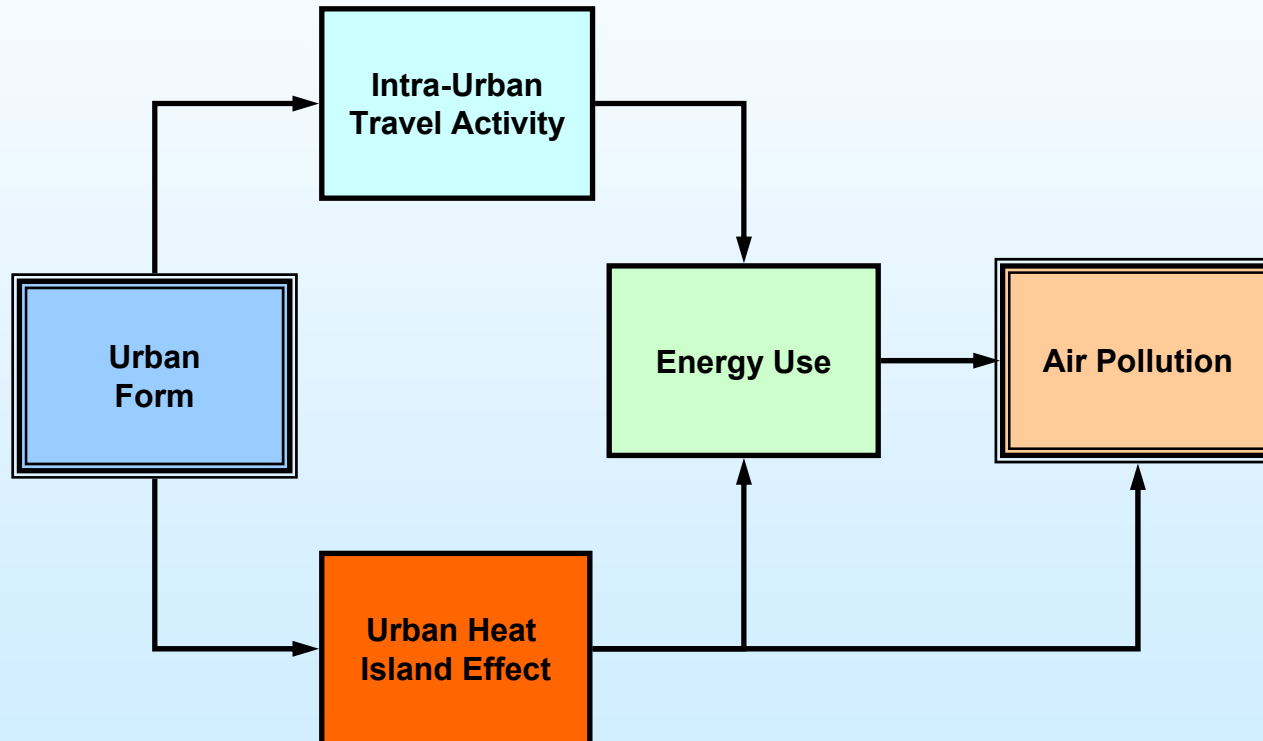 Intra-Urban
Travel Activity
Urban
Form
Energy Use
Air Pollution
Urban Heat
Island Effect